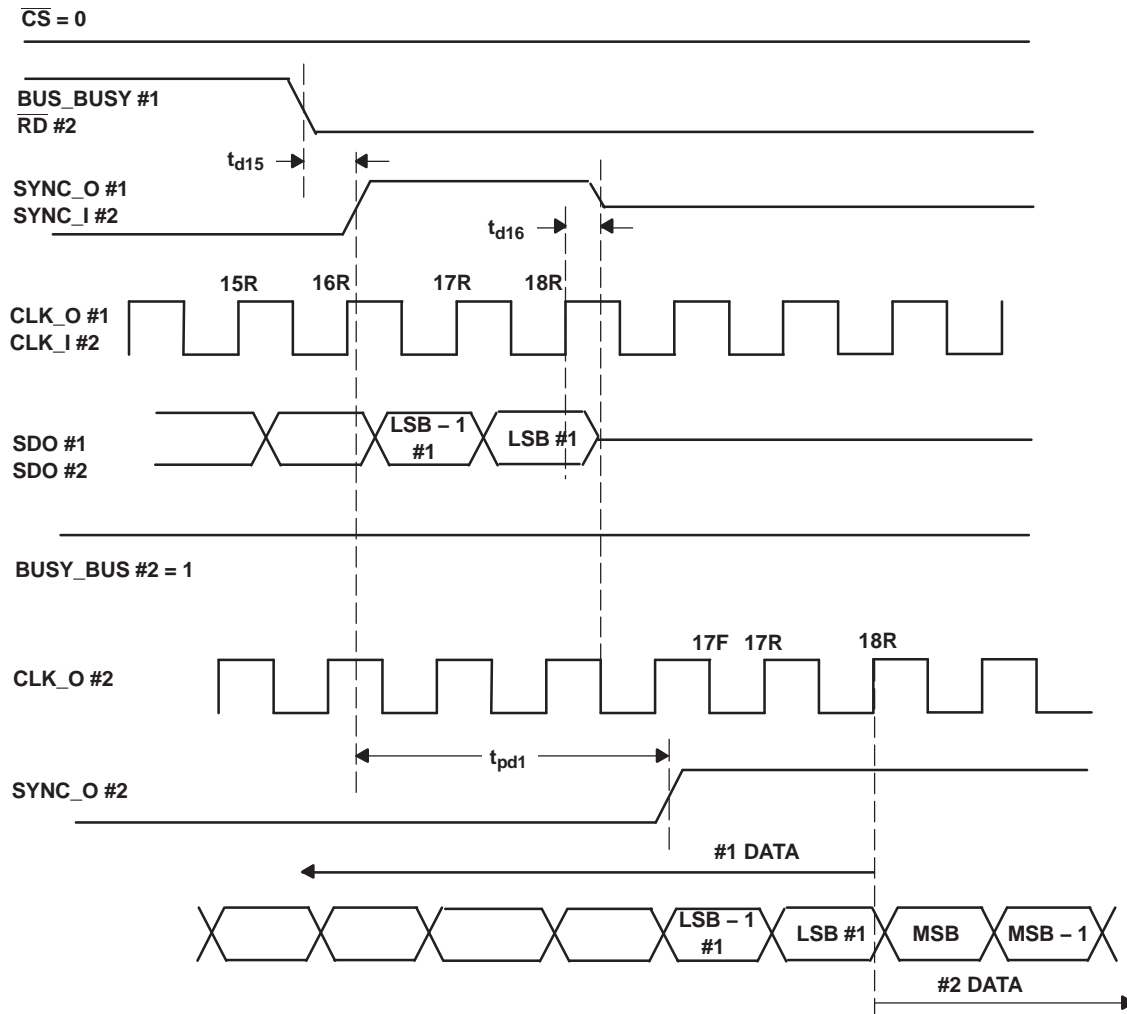 CS = 0
BUS_BUSY #1
RD #2
td15
SYNC_O #1
SYNC_I #2
td16
15R 16R 17R 18R
CLK_O #1
CLK_I #2
LSB – 1
#1
LSB #1
SDO #1
SDO #2
BUSY_BUS #2 = 1
17F 17R 18R
CLK_O #2
tpd1
SYNC_O #2
#1 DATA
LSB – 1
#1
LSB #1
MSB
MSB – 1
#2 DATA